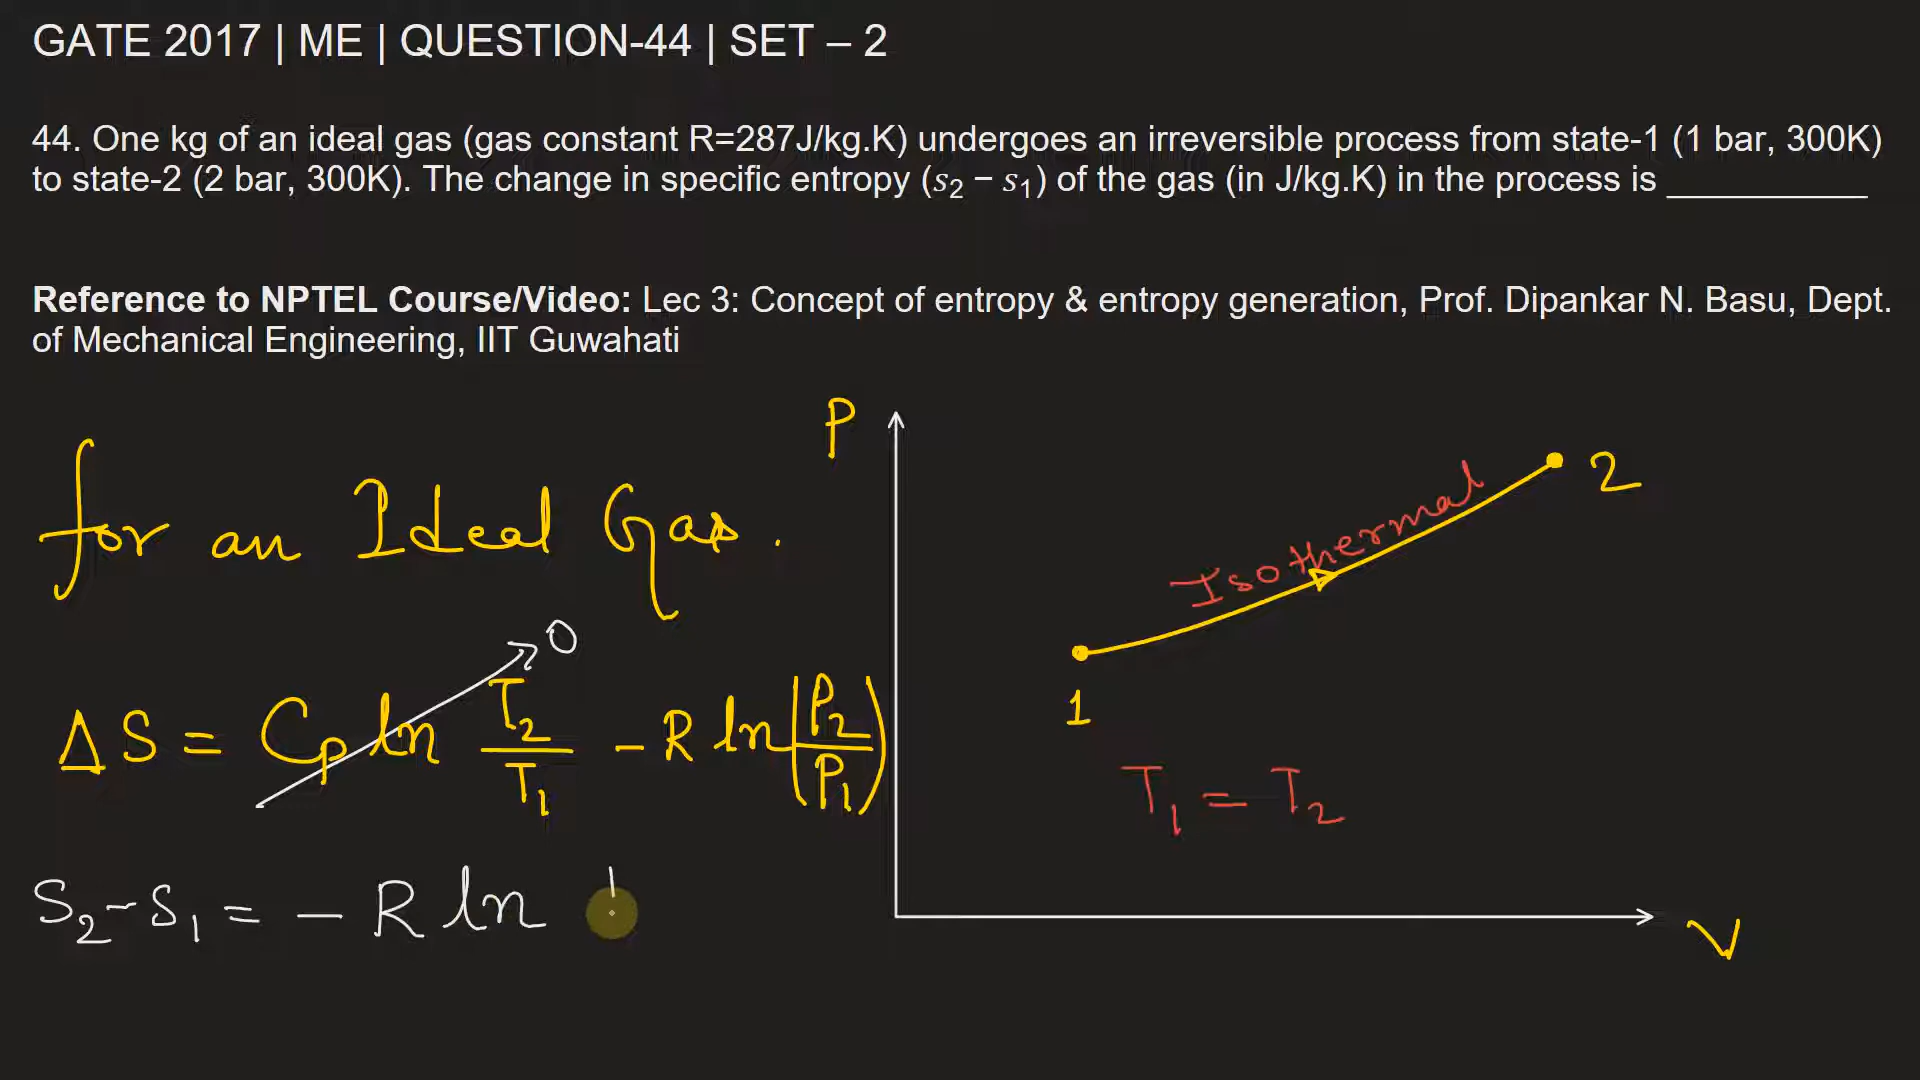 GATE 2017 | ME | QUESTION-44 | SET – 2
44. One kg of an ideal gas (gas constant R=287J/kg.K) undergoes an irreversible process from state-1 (1 bar, 300K)
to state-2 (2 bar, 300K). The change in specific entropy (s₂ − s₁) of the gas (in J/kg.K) in the process is __________
Reference to NPTEL Course/Video: Lec 3: Concept of entropy & entropy generation, Prof. Dipankar N. Basu, Dept.
of Mechanical Engineering, IIT Guwahati
for an Ideal Gas.
0
ΔS = Cp ln T₂/T₁ − R ln(P₂/P₁)
S₂−S₁ = − R ln
P
2
Isothermal
1
T₁ = T₂
V